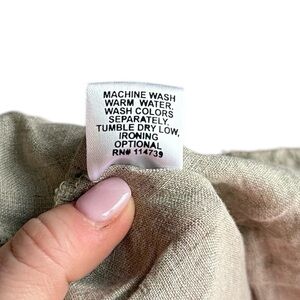 MACHINE WASH
WARM WATER.
WASH COLORS
SEPARATELY.
TUMBLE DRY LOW,
IRONING
OPTIONAL
RN# 114739